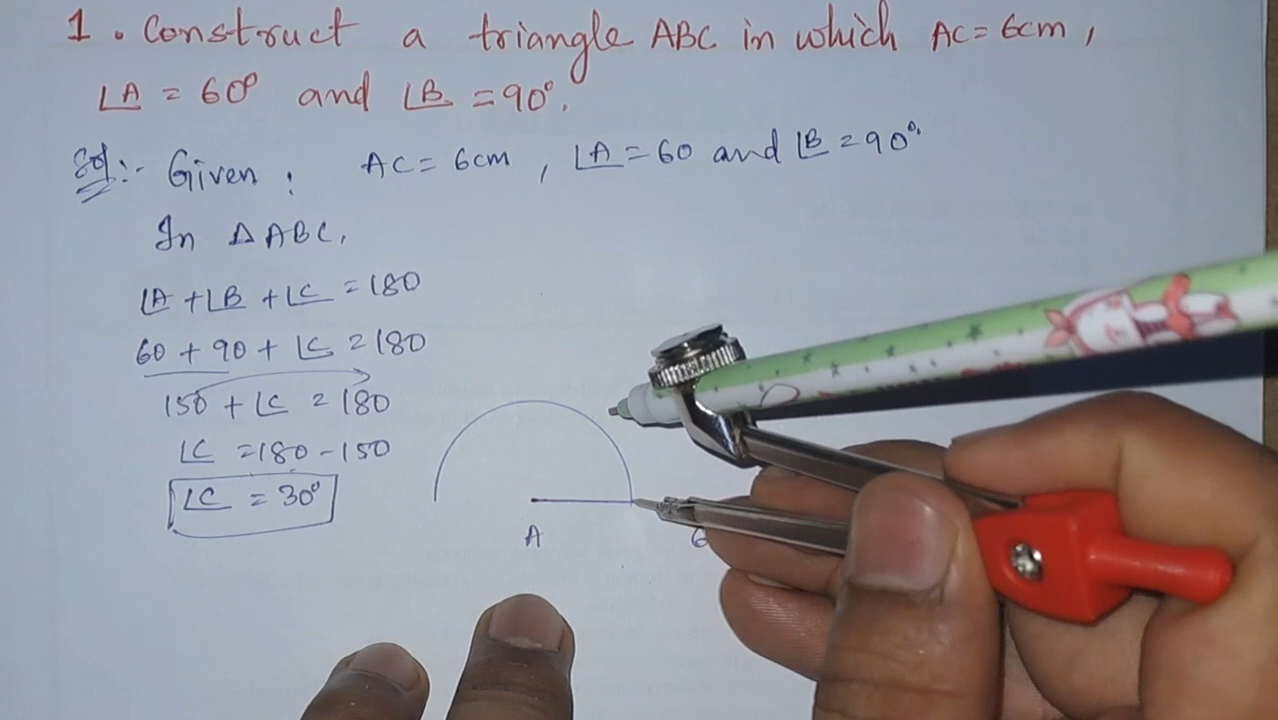 1. Construct a triangle ABC in which AC = 6cm,
∠A = 60° and ∠B = 90°.
Sol:- Given : AC = 6cm, ∠A = 60 and ∠B = 90°
In ΔABC,
∠A + ∠B + ∠C = 180
60 + 90 + ∠C = 180
150 + ∠C = 180
∠C = 180 - 150
∠C = 30°
A 6